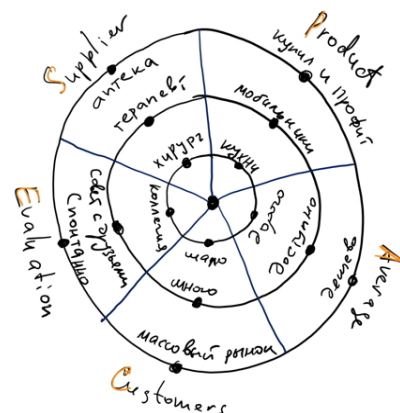 Supplier
аптека
терапевт
хирург
Product
купил и профит
мобильники
кухни
Average
дешево
доступно
Customers
массовый рынок
много
мало
Evaluation
Спонтанно
совет с друзьями
коллегия